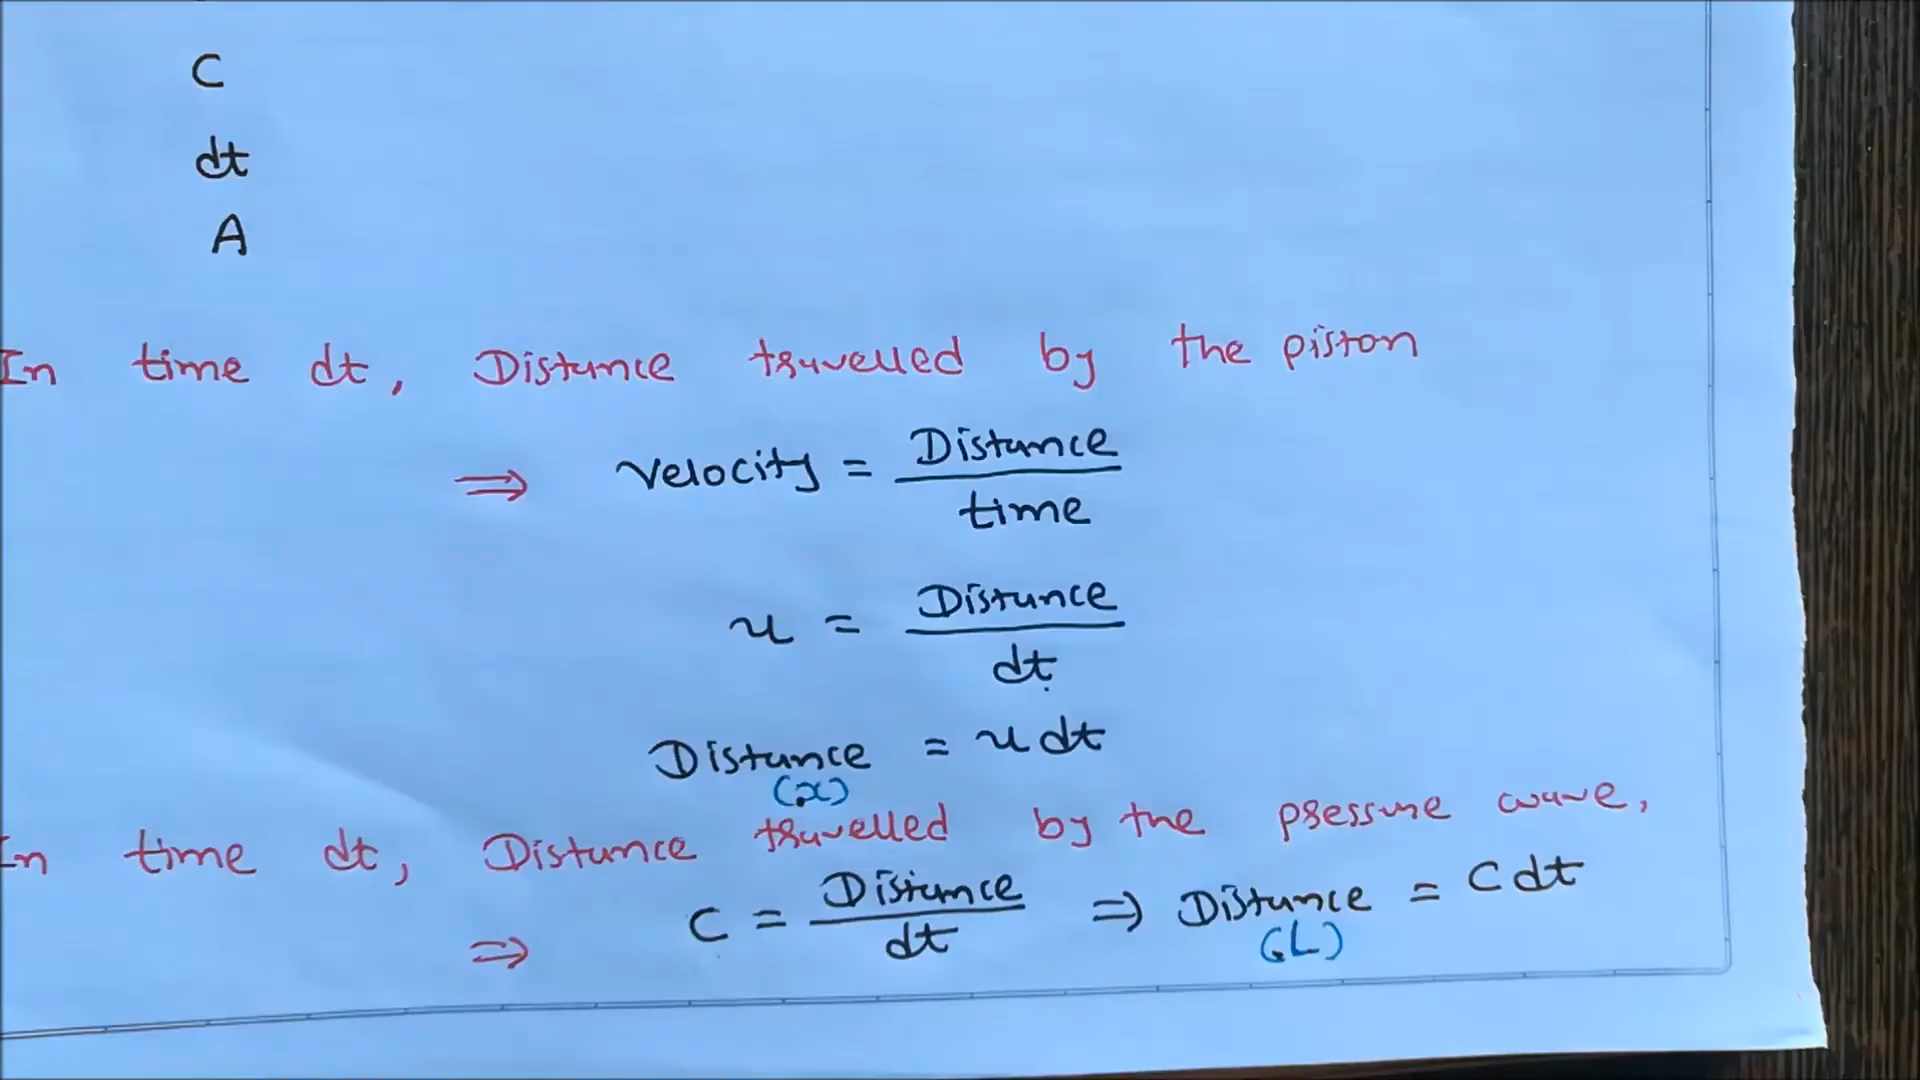 C
dt
A
In time dt, Distance travelled by the piston
⇒ Velocity = Distance / time
u = Distance / dt
Distance = u dt
(x)
In time dt, Distance travelled by the pressure wave,
⇒ C = Distance / dt ⇒ Distance = C dt
(L)